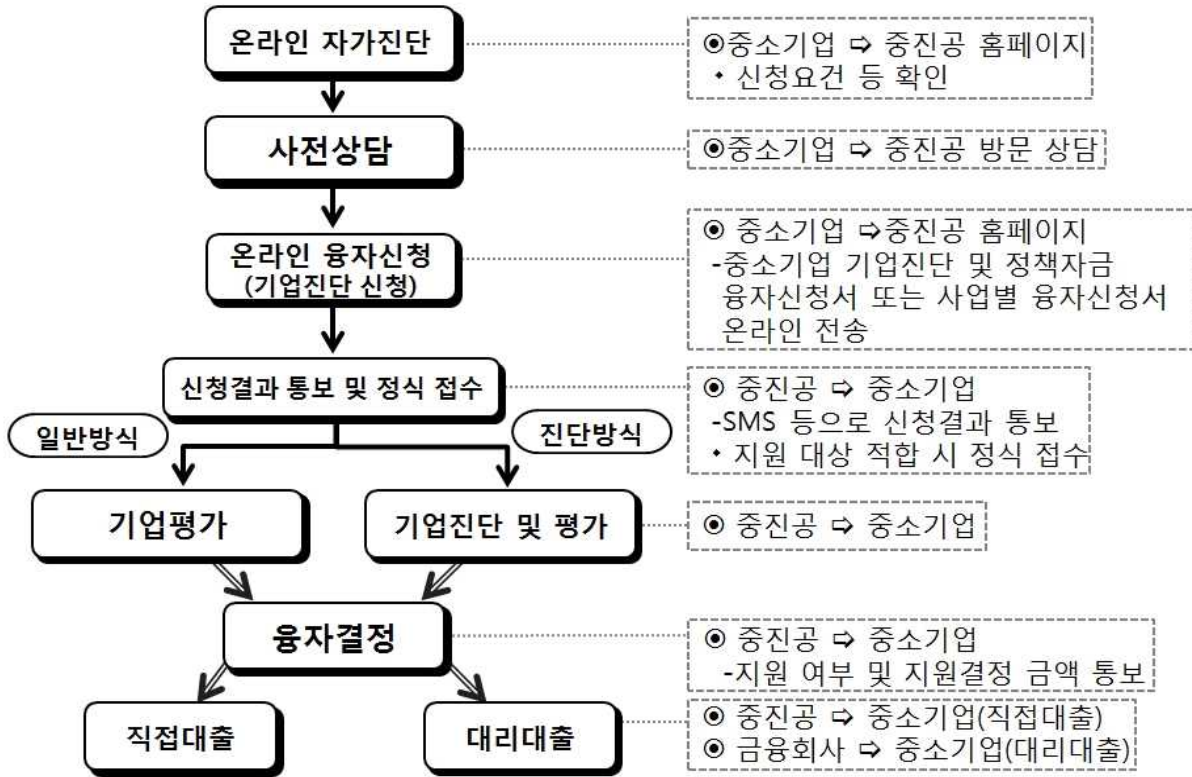 온라인 자가진단
◉중소기업 ➪ 중진공 홈페이지
• 신청요건 등 확인
사전상담
◉중소기업 ➪ 중진공 방문 상담
온라인 융자신청
(기업진단 신청)
◉ 중소기업 ➪중진공 홈페이지
-중소기업 기업진단 및 정책자금
융자신청서 또는 사업별 융자신청서
온라인 전송
신청결과 통보 및 정식 접수
◉ 중진공 ➪ 중소기업
-SMS 등으로 신청결과 통보
• 지원 대상 적합 시 정식 접수
일반방식
진단방식
기업평가
기업진단 및 평가
◉ 중진공 ➪ 중소기업
융자결정
◉ 중진공 ➪ 중소기업
-지원 여부 및 지원결정 금액 통보
직접대출
대리대출
◉ 중진공 ➪ 중소기업(직접대출)
◉ 금융회사 ➪ 중소기업(대리대출)